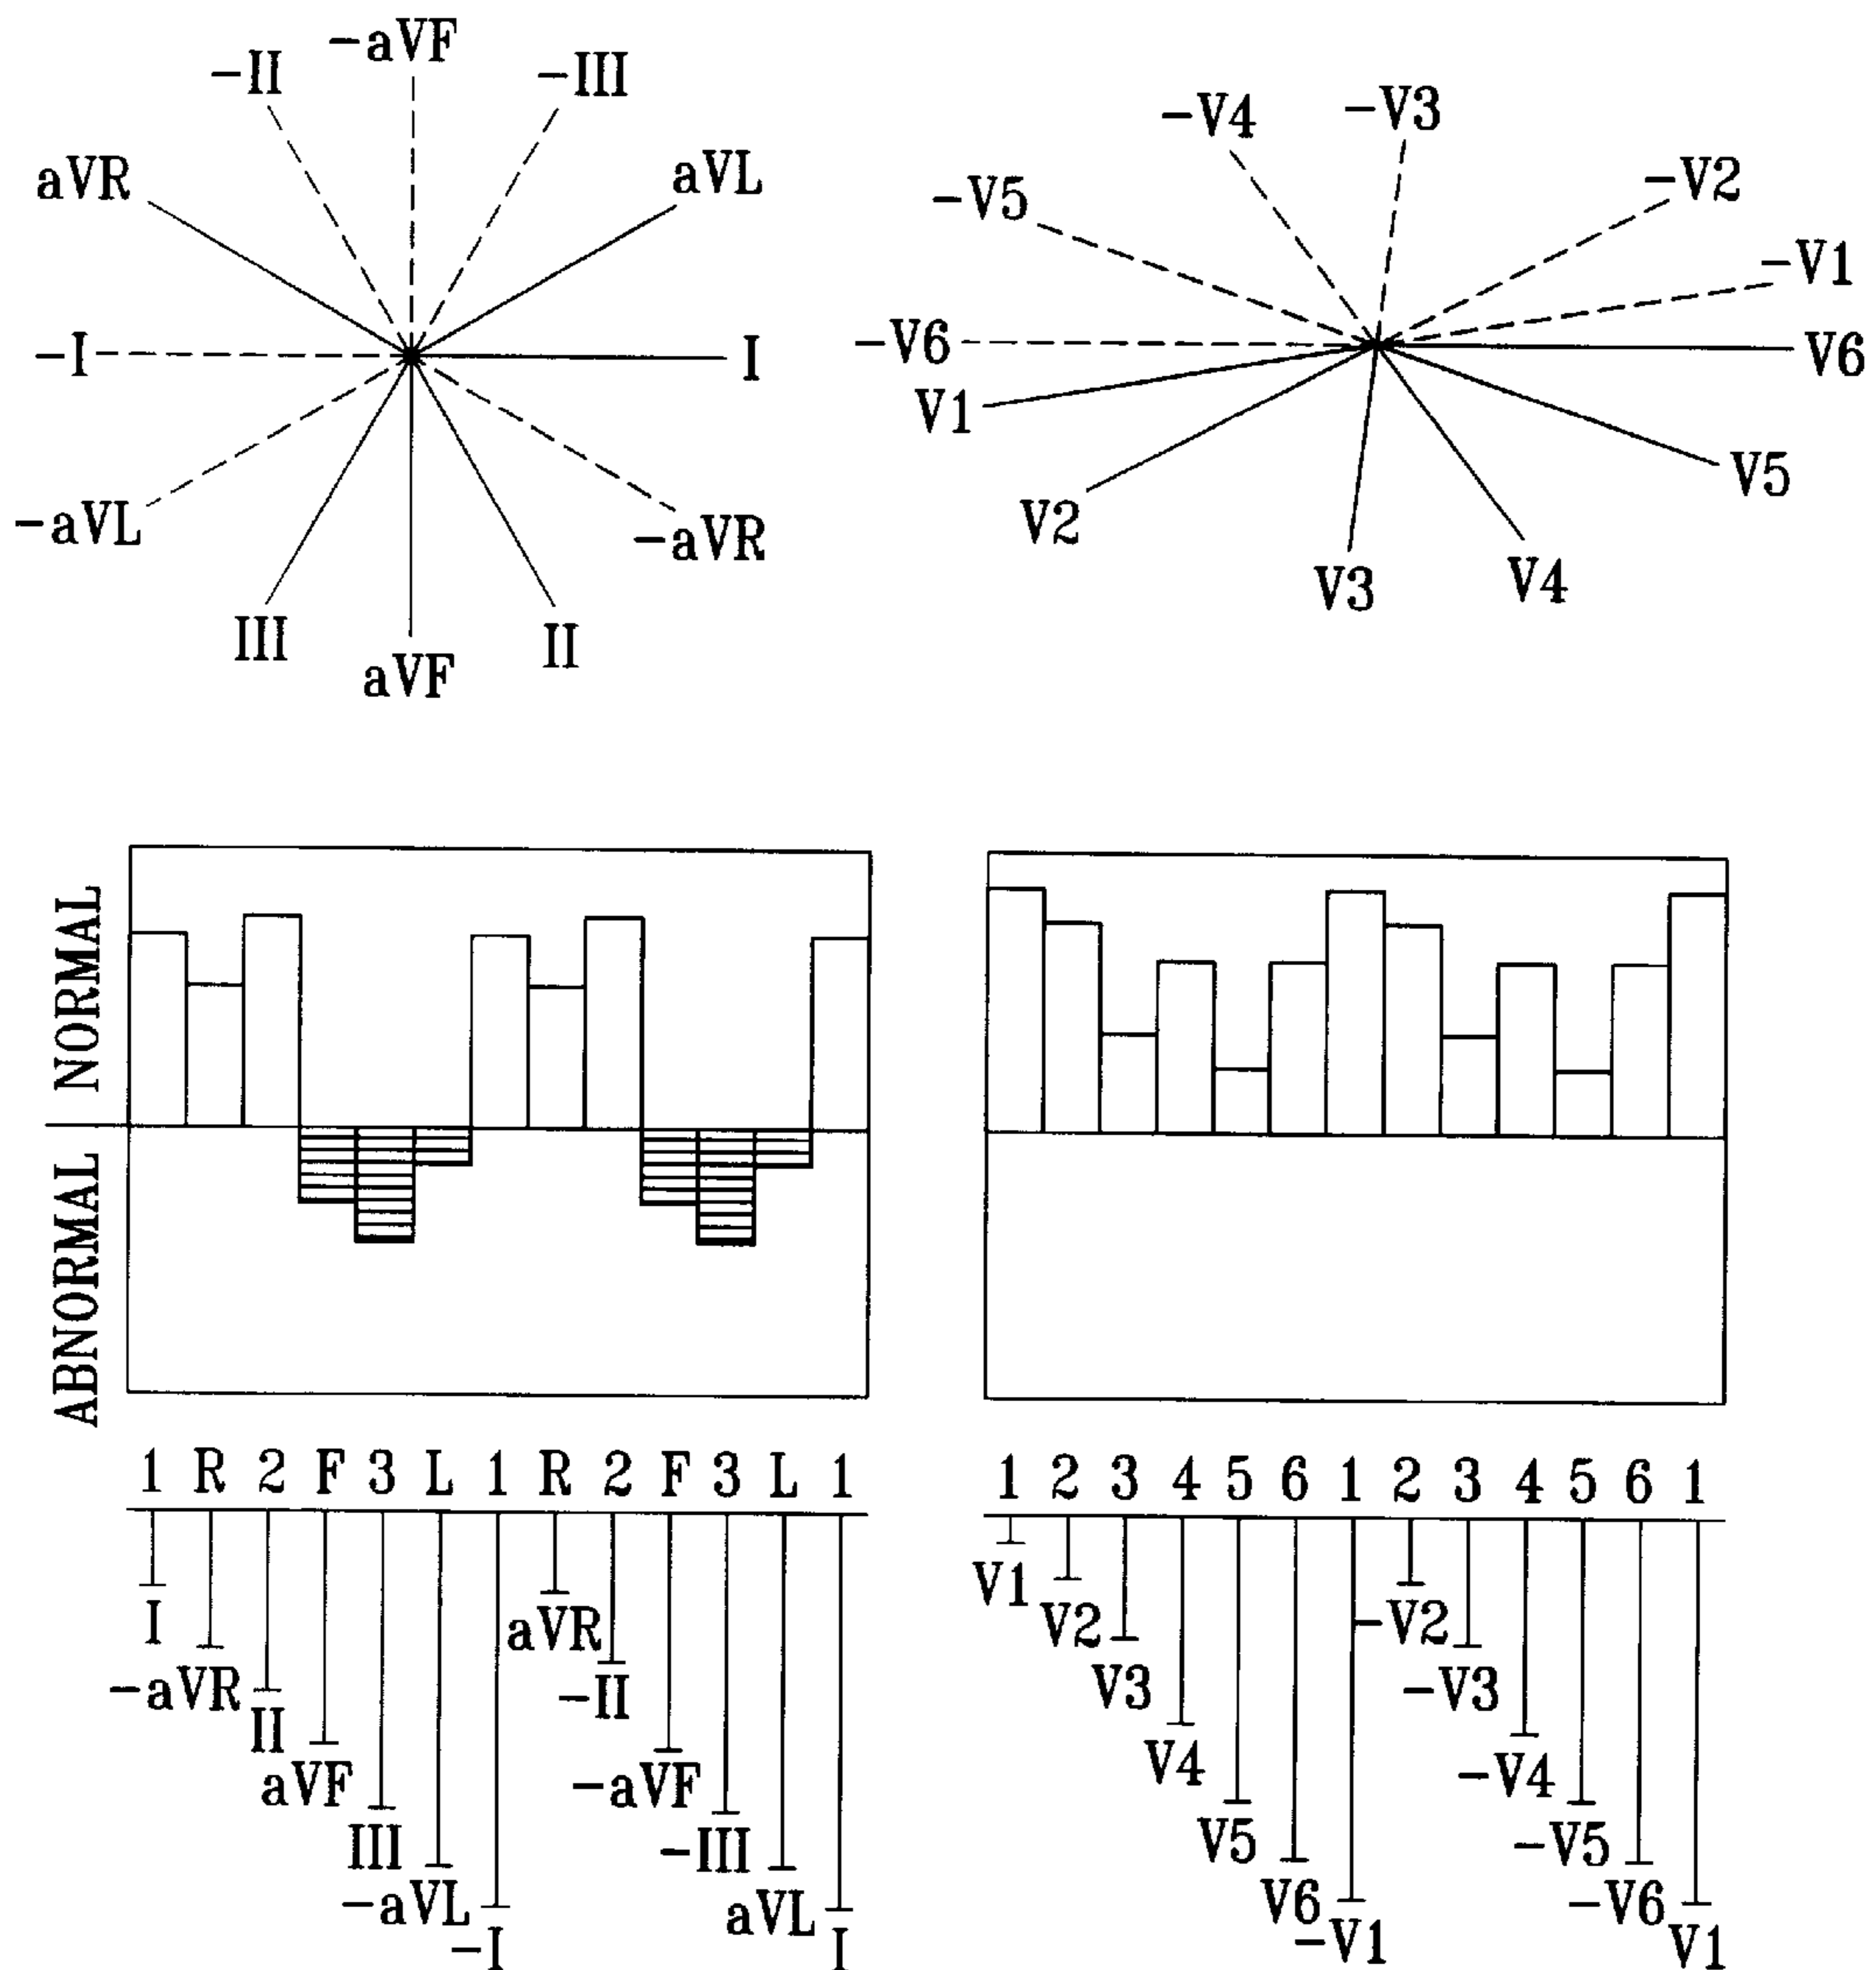 -aVF
-II
-III
aVR
aVL
-I
I
-aVL
-aVR
III
II
aVF
-V4
-V3
-V2
-V5
-V1
-V6
V6
V1
V5
V2
V3
V4
NORMAL
ABNORMAL
1 R 2 F 3 L 1 R 2 F 3 L 1
I
-aVR
II
aVF
III
-aVL
-I
aVR
-II
-aVF
-III
aVL
I
1 2 3 4 5 6 1 2 3 4 5 6 1
V1
V2
V3
V4
V5
V6
-V1
-V2
-V3
-V4
-V5
-V6
V1